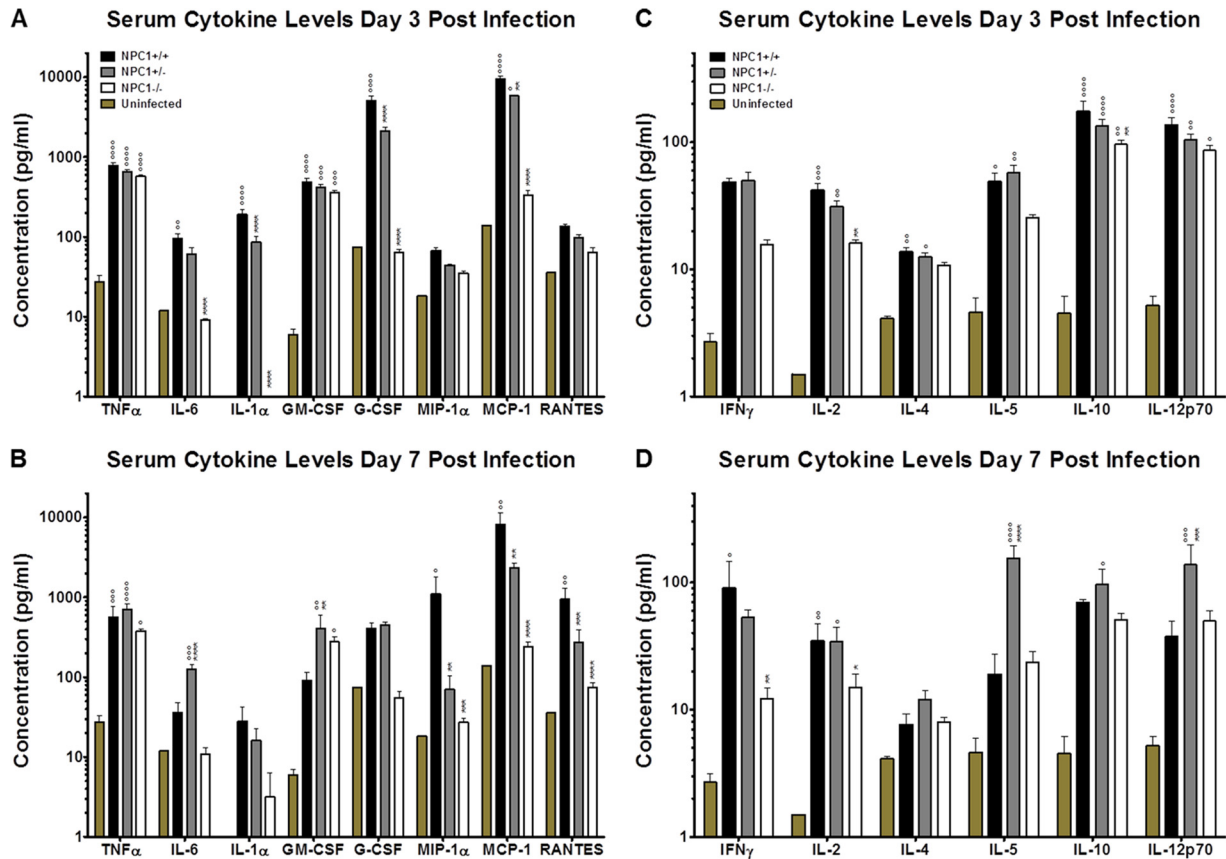 A Serum Cytokine Levels Day 3 Post Infection
NPC1+/+
NPC1+/-
NPC1-/-
Uninfected
Concentration (pg/ml)
10000
1000
100
10
1
TNFα IL-6 IL-1α GM-CSF G-CSF MIP-1α MCP-1 RANTES
C Serum Cytokine Levels Day 3 Post Infection
NPC1+/+
NPC1+/-
NPC1-/-
Uninfected
Concentration (pg/ml)
100
10
1
IFNγ IL-2 IL-4 IL-5 IL-10 IL-12p70
B Serum Cytokine Levels Day 7 Post Infection
Concentration (pg/ml)
10000
1000
100
10
1
TNFα IL-6 IL-1α GM-CSF G-CSF MIP-1α MCP-1 RANTES
D Serum Cytokine Levels Day 7 Post Infection
Concentration (pg/ml)
100
10
1
IFNγ IL-2 IL-4 IL-5 IL-10 IL-12p70